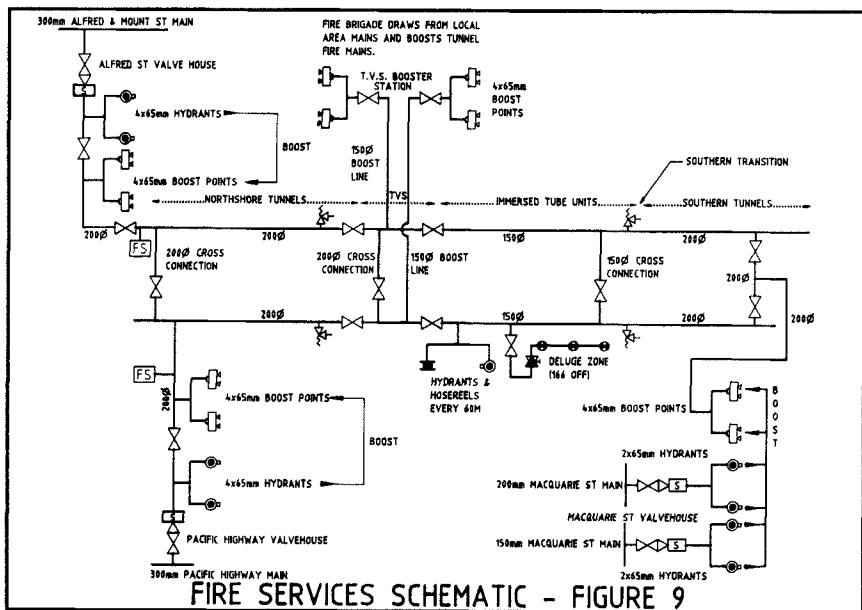 300mm ALFRED & MOUNT ST MAIN
FIRE BRIGADE DRAWS FROM LOCAL
AREA MAINS AND BOOSTS TUNNEL
FIRE MAINS.
ALFRED ST VALVE HOUSE
T.V.S. BOOSTER
STATION
4x65mm
BOOST
POINTS
S
4x65mm HYDRANTS
BOOST
4x65mm BOOST POINTS
150Ø
BOOST
LINE
SOUTHERN TRANSITION
NORTHSHORE TUNNELS
TVS
IMMERSED TUBE UNITS
SOUTHERN TUNNELS
200Ø
FS
200Ø
150Ø
200Ø
200Ø CROSS
CONNECTION
200Ø CROSS
CONNECTION
150Ø BOOST
LINE
150Ø CROSS
CONNECTION
200Ø
200Ø
150Ø
200Ø
200Ø
FS
200Ø
HYDRANTS &
HOSEREELS
EVERY 60M
DELUGE ZONE
(166 OFF)
4x65mm BOOST POINTS
BOOST
4x65mm HYDRANTS
S
PACIFIC HIGHWAY VALVEHOUSE
300mm PACIFIC HIGHWAY MAIN
4x65mm BOOST POINTS
BOOST
2x65mm HYDRANTS
200mm MACQUARIE ST MAIN
S
MACQUARIE ST VALVEHOUSE
150mm MACQUARIE ST MAIN
S
2x65mm HYDRANTS
FIRE SERVICES SCHEMATIC - FIGURE 9